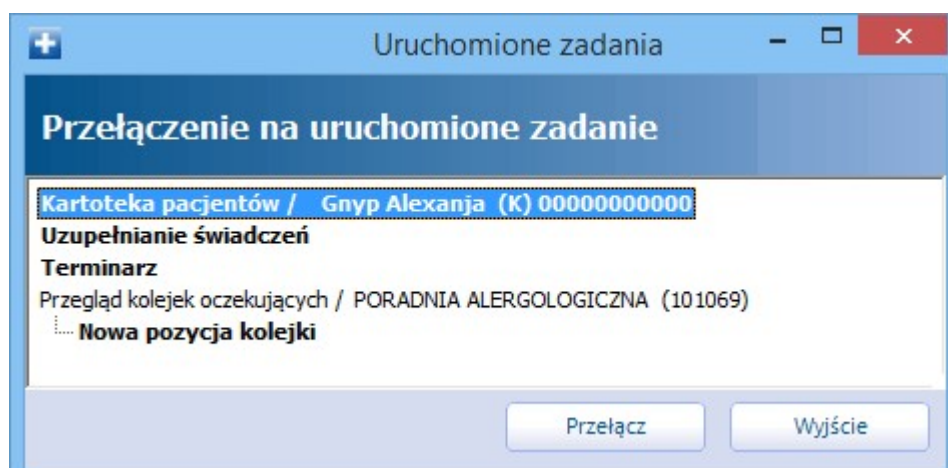 Uruchomione zadania
Przełączenie na uruchomione zadanie
Kartoteka pacjentów / Gnyp Alexanja (K) 00000000000
Uzupełnianie świadczeń
Terminarz
Przegląd kolejek oczekujących / PORADNIA ALERGOLOGICZNA (101069)
Nowa pozycja kolejki
Przełącz Wyjście